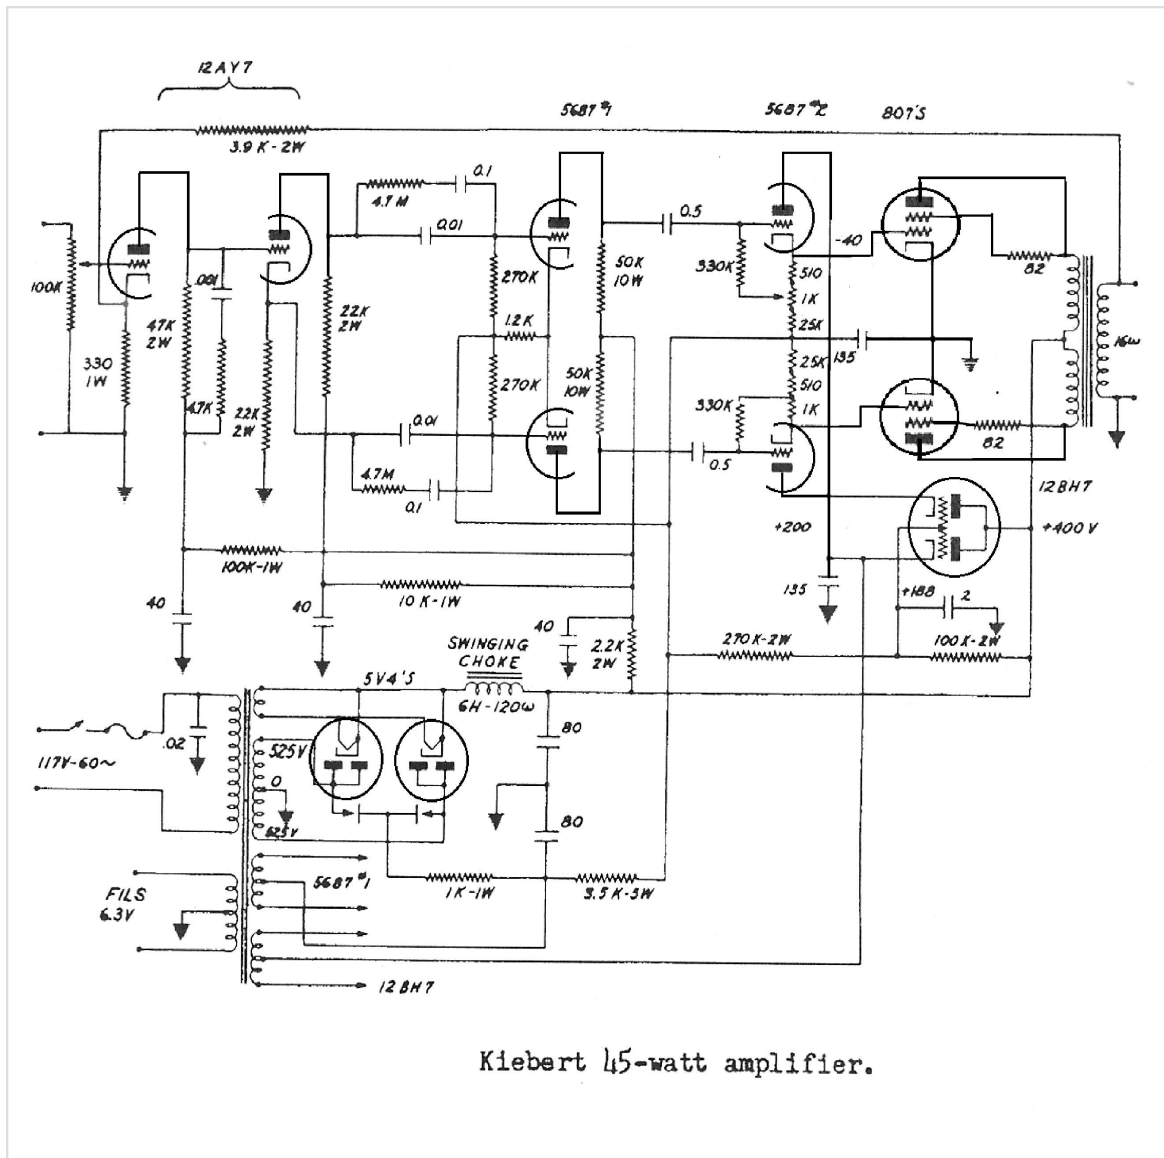 12AY7
5687 #1
5687 #2
807'S
3.9K-2W
0.1
4.7M
0.01
0.5
-40
100K
.001
270K
50K
10W
330K
510
1K
25K
82
47K
2W
22K
2W
1.2K
135
16ω
330
1W
4.7K
22K
2W
270K
50K
10W
25K
510
1K
330K
0.01
0.5
82
4.7M
0.1
12BH7
+200
+400V
100K-1W
10K-1W
135
+188
2
40
40
40
2.2K
2W
270K-2W
100K-2W
SWINGING
CHOKE
5V4'S
6H-120ω
.02
525V
80
117V-60~
0
525V
80
5687 #1
1K-1W
3.5K-5W
FILS
6.3V
12BH7
Kiebert 45-watt amplifier.